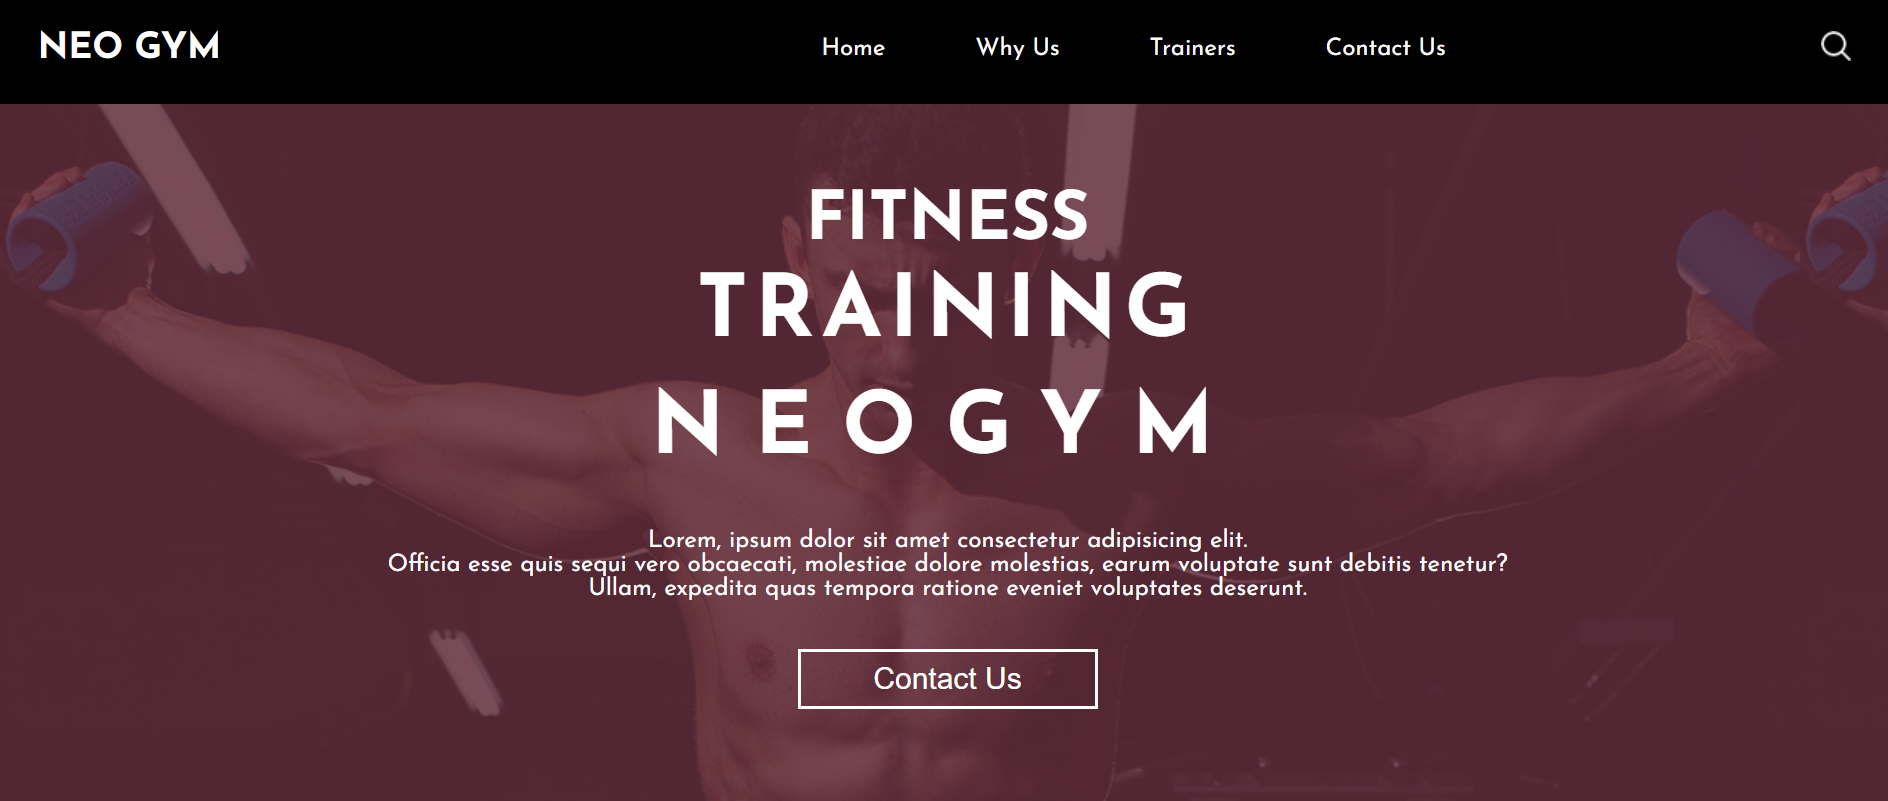 NEO GYM
Home Why Us Trainers Contact Us
FITNESS
TRAINING
NEOGYM
Lorem, ipsum dolor sit amet consectetur adipisicing elit.
Officia esse quis sequi vero obcaecati, molestiae dolore molestias, earum voluptate sunt debitis tenetur?
Ullam, expedita quas tempora ratione eveniet voluptates deserunt.
Contact Us